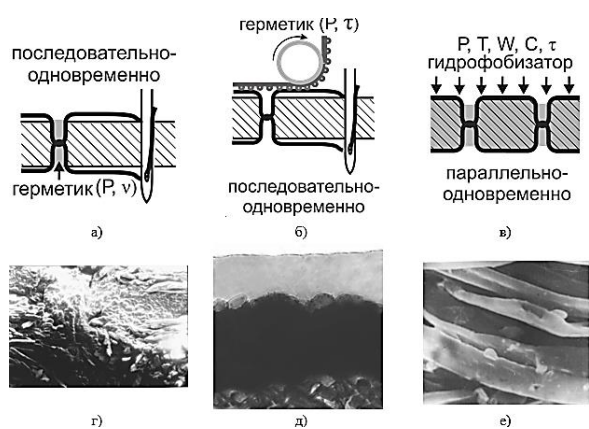 последовательно-
одновременно
герметик (P, ν)
а)
герметик (P, τ)
последовательно-
одновременно
б)
P, T, W, C, τ
гидрофобизатор
параллельно-
одновременно
в)
г)
д)
е)